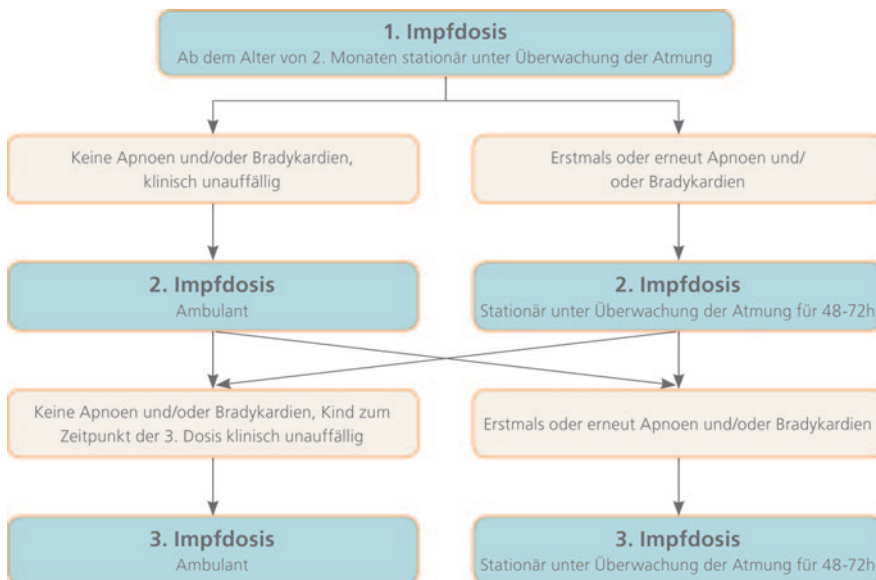 1. Impfdosis
Ab dem Alter von 2. Monaten stationär unter Überwachung der Atmung
Keine Apnoen und/oder Bradykardien,
klinisch unauffällig
Erstmals oder erneut Apnoen und/
oder Bradykardien
2. Impfdosis
Ambulant
2. Impfdosis
Stationär unter Überwachung der Atmung für 48-72h
Keine Apnoen und/oder Bradykardien, Kind zum
Zeitpunkt der 3. Dosis klinisch unauffällig
Erstmals oder erneut Apnoen und/oder Bradykardien
3. Impfdosis
Ambulant
3. Impfdosis
Stationär unter Überwachung der Atmung für 48-72h